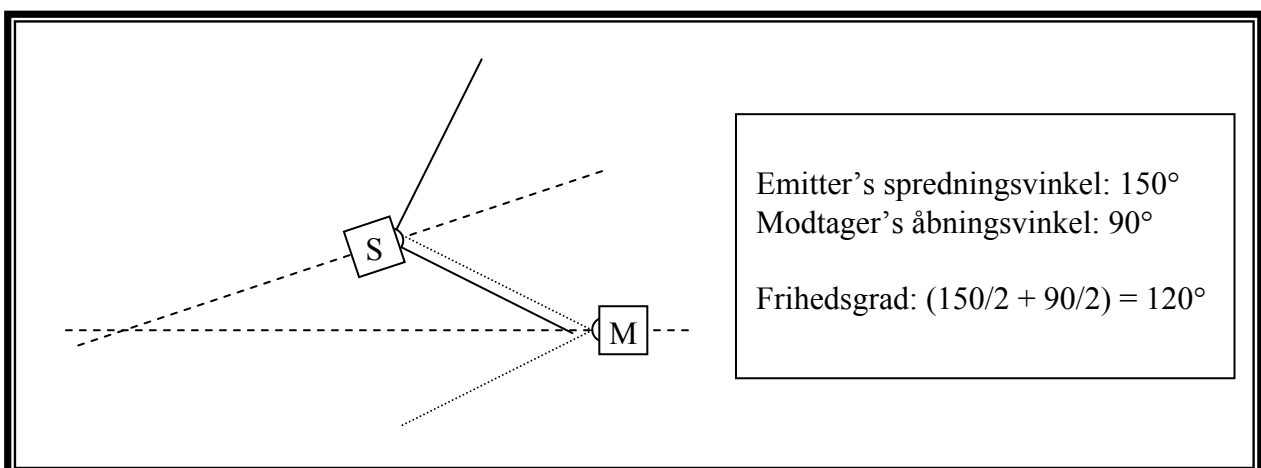 S
M
Emitter's spredningsvinkel: 150°
Modtager's åbningsvinkel: 90°
Frihedsgrad: (150/2 + 90/2) = 120°